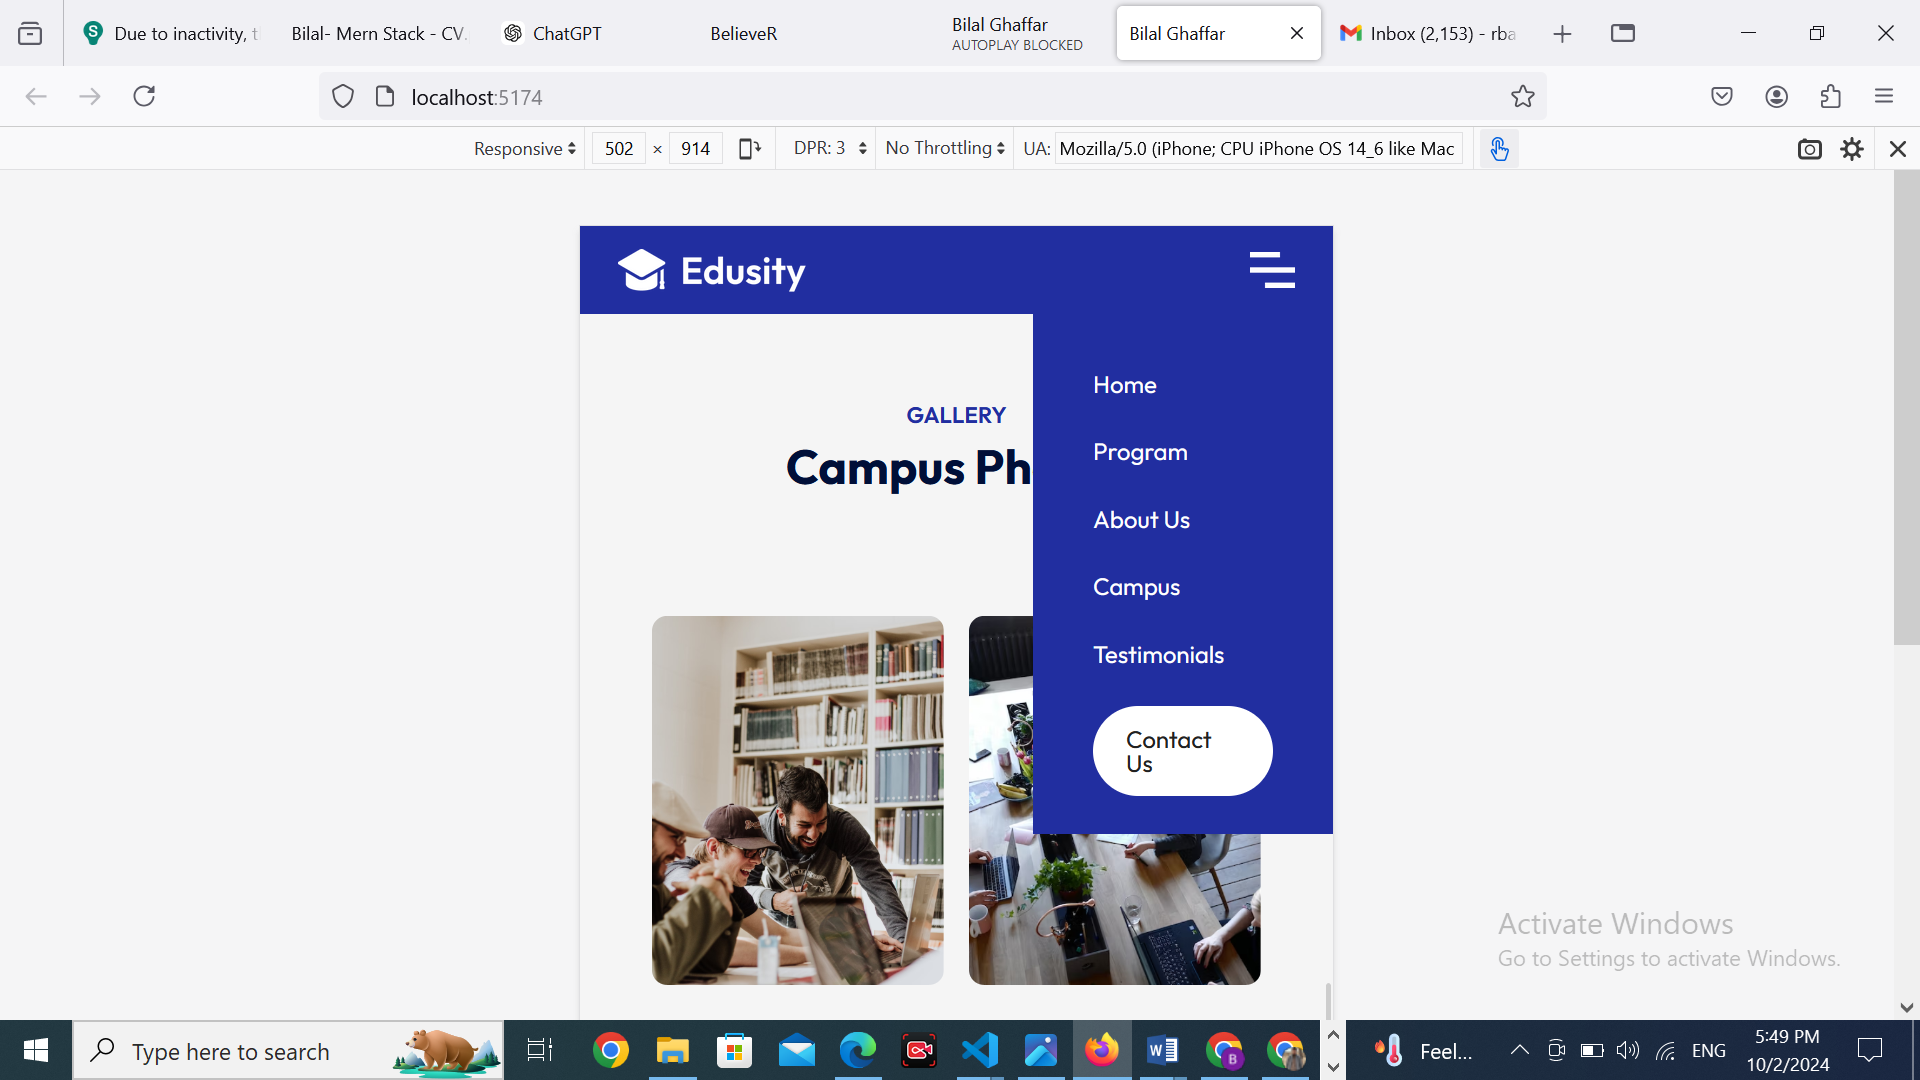 Due to inactivity, t
Bilal- Mern Stack - CV.
ChatGPT
BelieveR
Bilal Ghaffar
AUTOPLAY BLOCKED
Bilal Ghaffar
Inbox (2,153) - rba
localhost:5174
Responsive
502 × 914
DPR: 3
No Throttling
UA: Mozilla/5.0 (iPhone; CPU iPhone OS 14_6 like Mac
Edusity
Home
GALLERY
Program
Campus Ph
About Us
Campus
Testimonials
Contact
Us
Activate Windows
Go to Settings to activate Windows.
Type here to search
Feel...
ENG
5:49 PM
10/2/2024